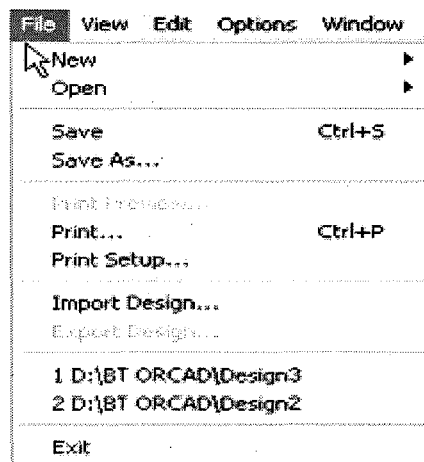 File View Edit Options Window
New
Open
Save Ctrl+S
Save As...
Print Preview...
Print... Ctrl+P
Print Setup...
Import Design...
Export Design...
1 D:\BT ORCAD\Design3
2 D:\BT ORCAD\Design2
Exit